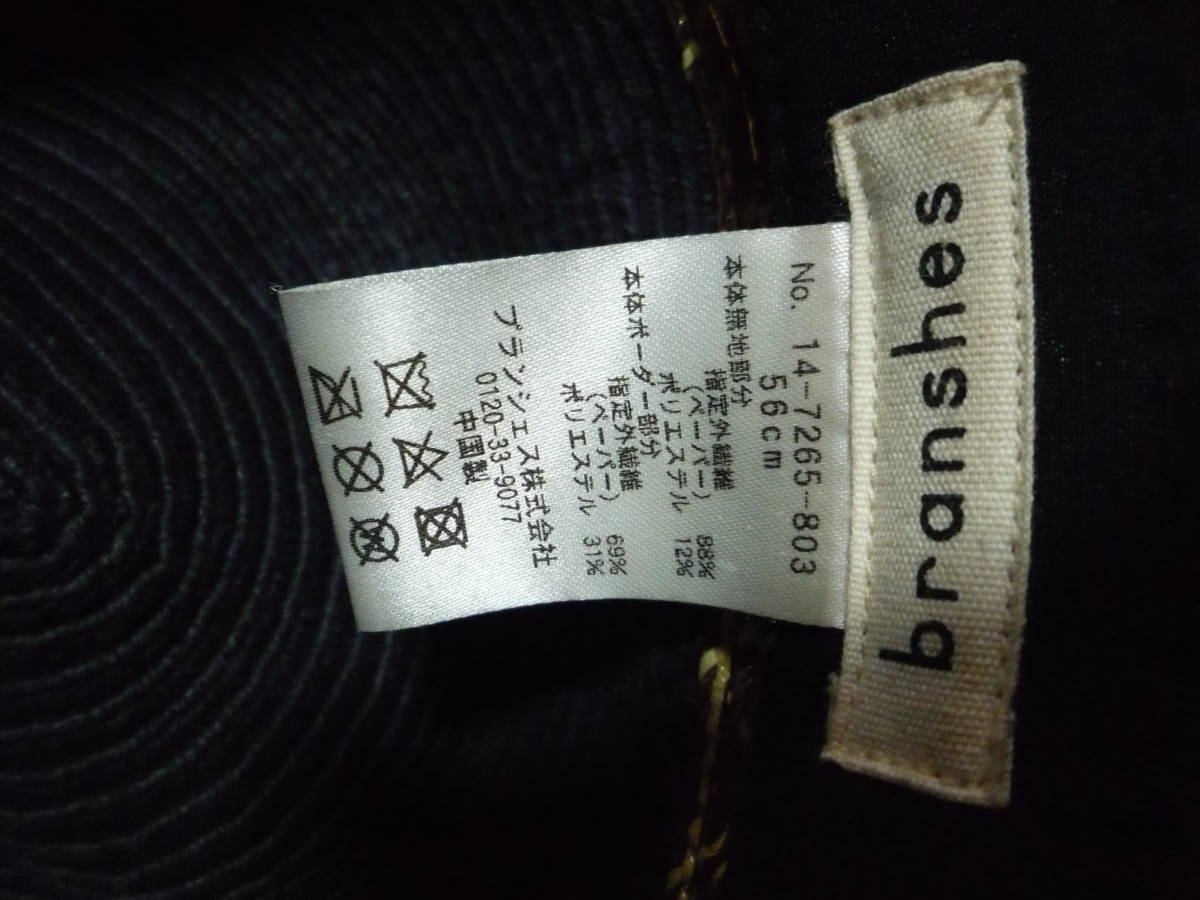 branshes
No. 14-7265-803
56cm
本体無地部分
指定外繊維
(ペーパー) 88%
ポリエステル 12%
本体ボーダー部分
指定外繊維
(ペーパー) 69%
ポリエステル 31%
ブランシェス株式会社
0120-33-9077
中国製